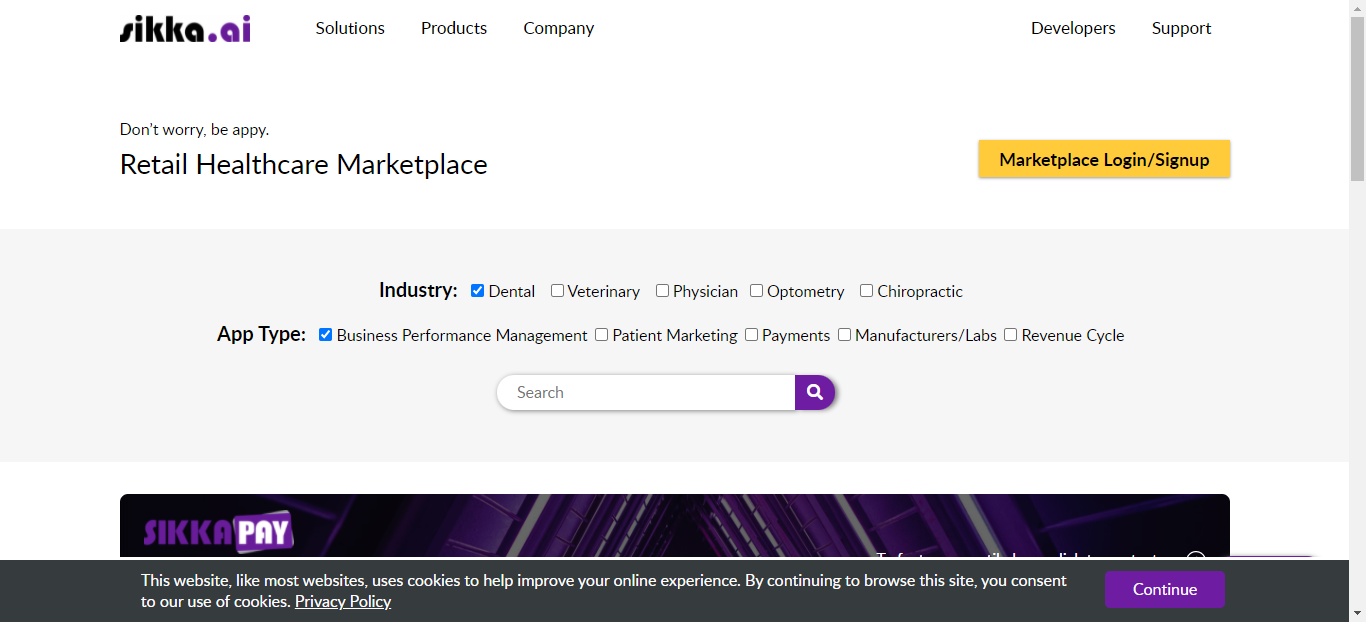 sikka.ai Solutions Products Company Developers Support
Don't worry, be appy.
Retail Healthcare Marketplace
Marketplace Login/Signup
Industry: Dental Veterinary Physician Optometry Chiropractic
App Type: Business Performance Management Patient Marketing Payments Manufacturers/Labs Revenue Cycle
Search
SIKKAPAY
This website, like most websites, uses cookies to help improve your online experience. By continuing to browse this site, you consent
to our use of cookies. Privacy Policy
Continue